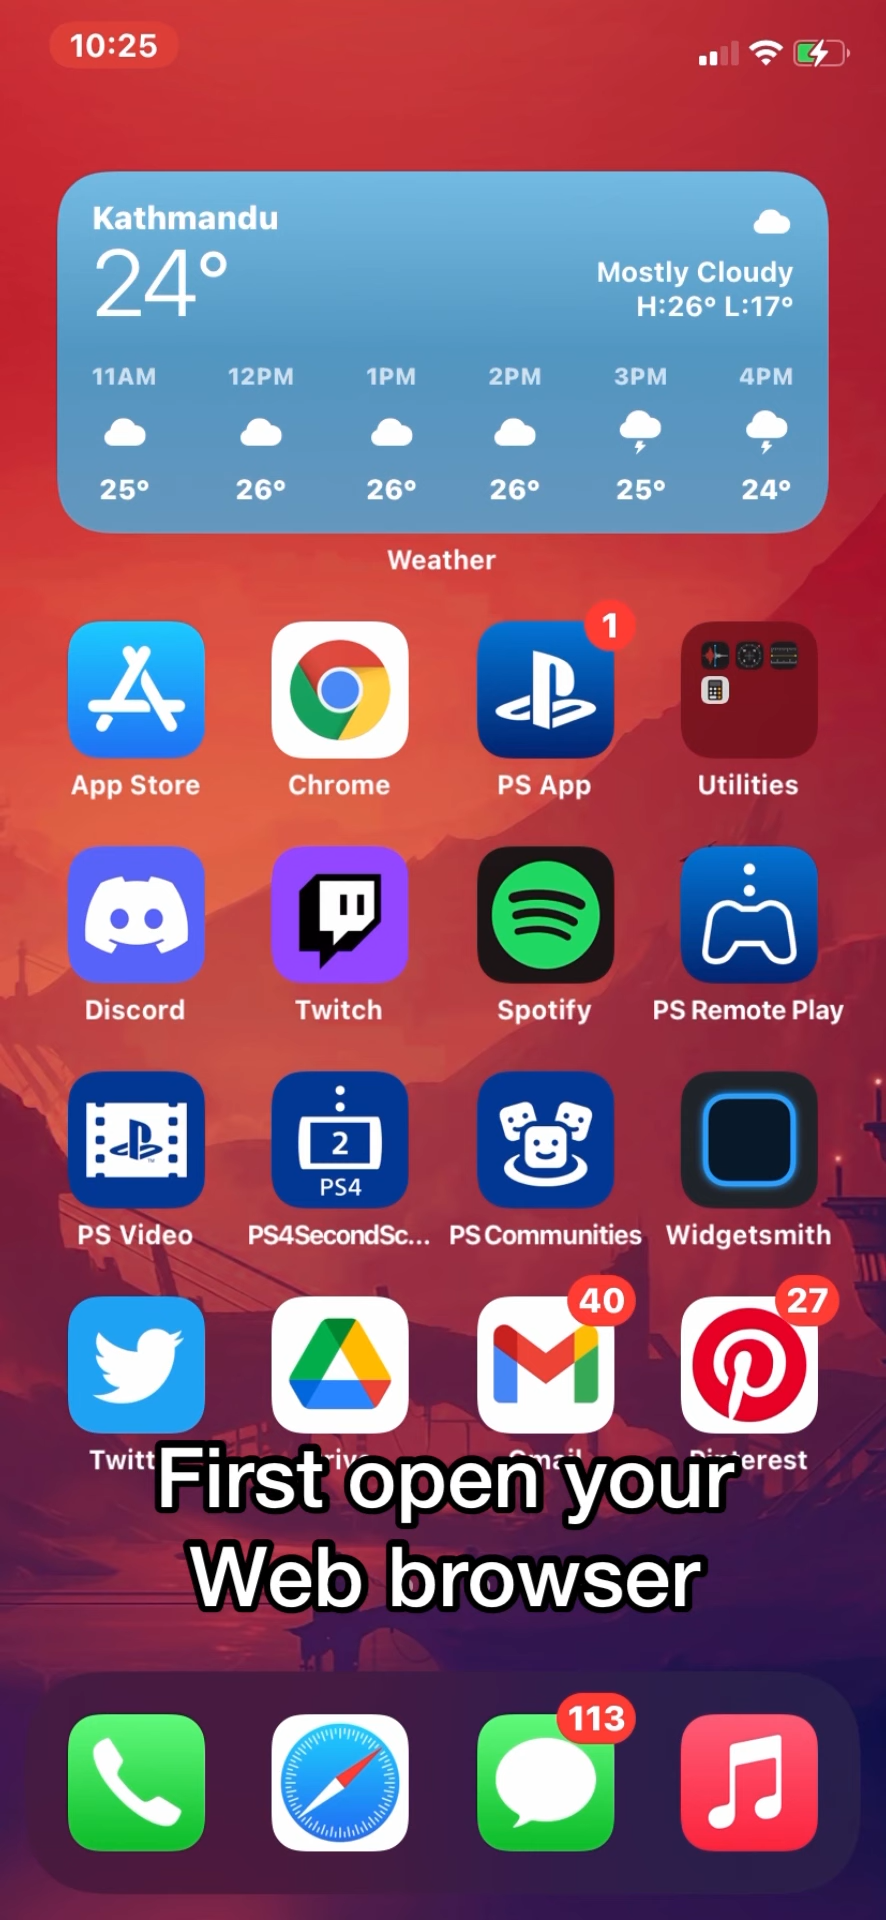 10:25
Kathmandu
24°
Mostly Cloudy
H:26° L:17°
11AM 12PM 1PM 2PM 3PM 4PM
25° 26° 26° 26° 25° 24°
Weather
1
App Store Chrome PS App Utilities
Discord Twitch Spotify PS Remote Play
2
PS4
PS Video PS4SecondSc... PS Communities Widgetsmith
40 27
First open your
Web browser
113